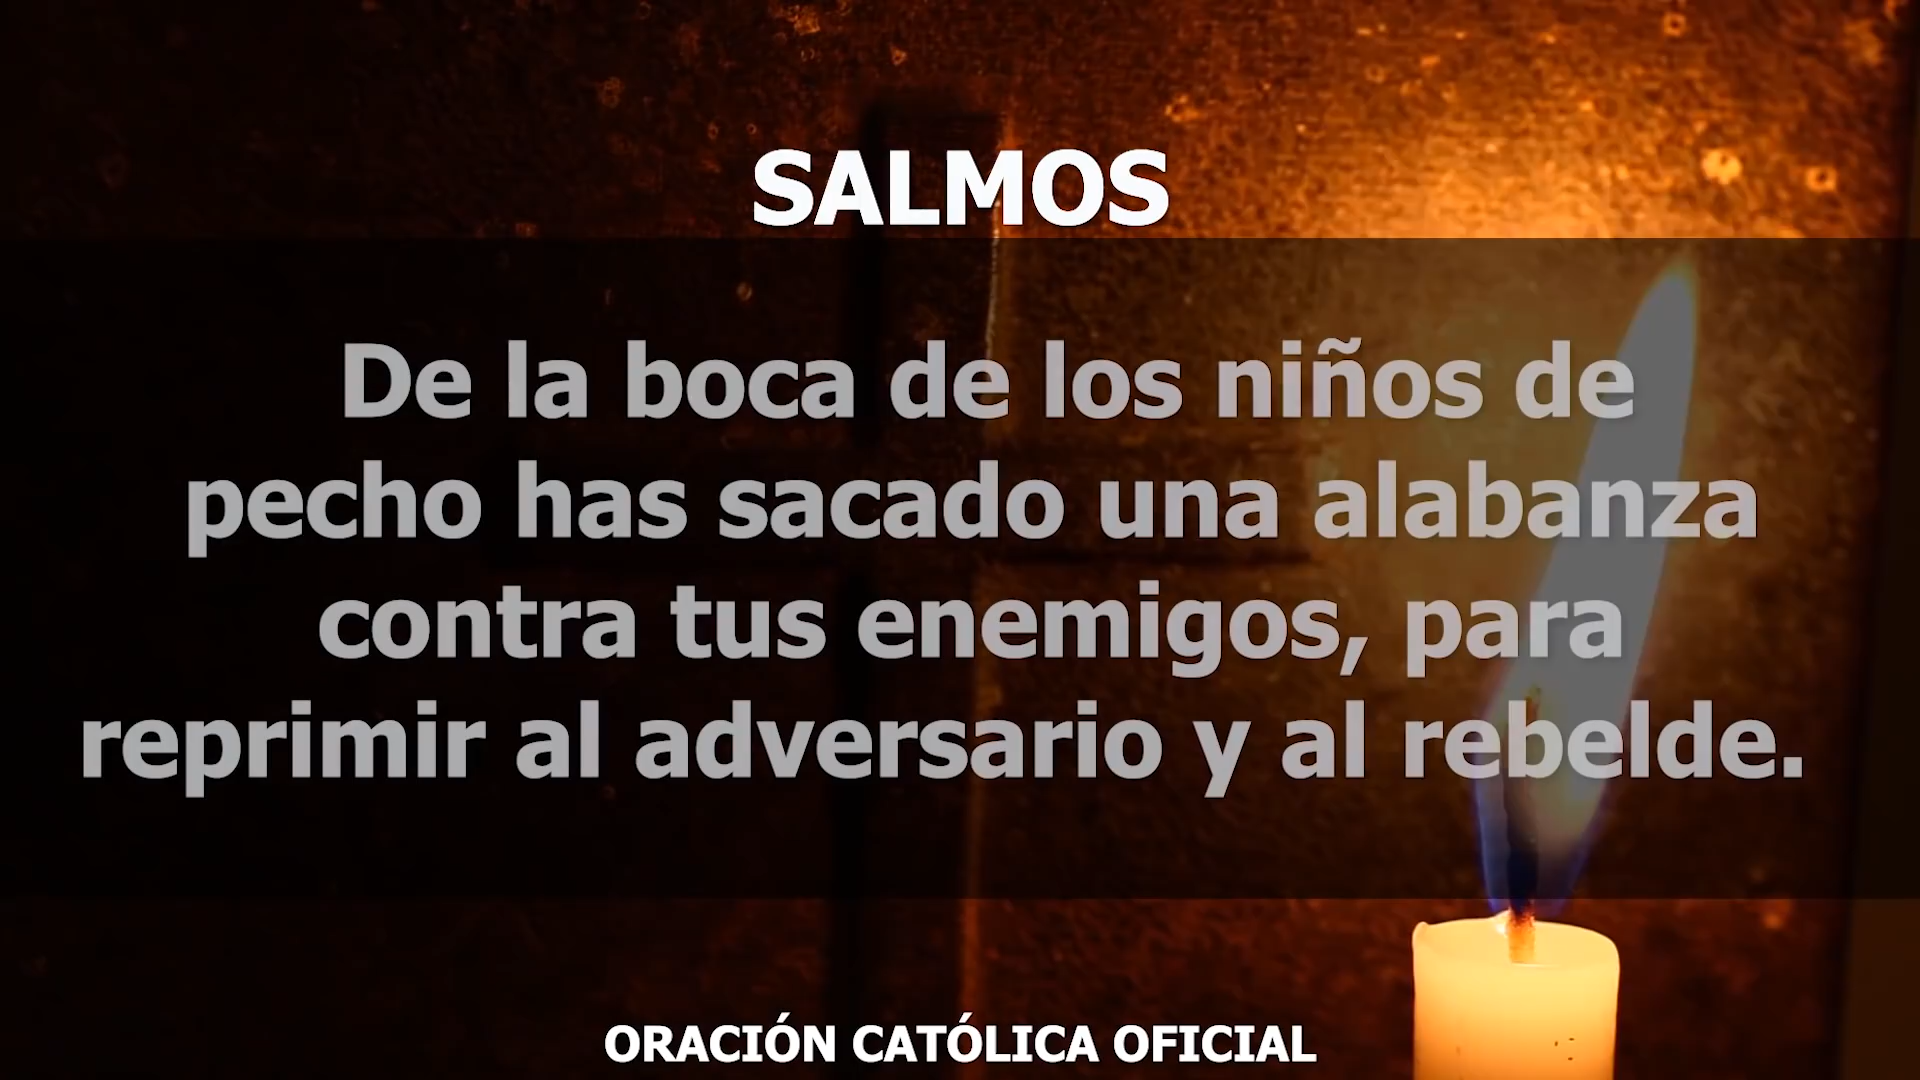 SALMOS
De la boca de los niños de
pecho has sacado una alabanza
contra tus enemigos, para
reprimir al adversario y al rebelde.
ORACIÓN CATÓLICA OFICIAL